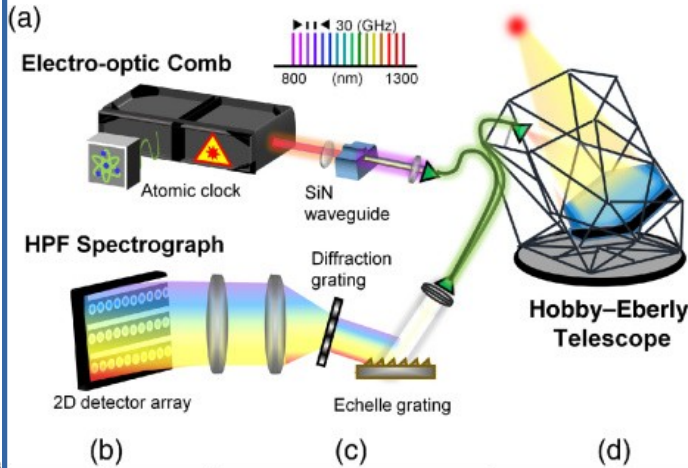 (a)
30 (GHz)
800 (nm) 1300
Electro-optic Comb
Atomic clock
SiN
waveguide
HPF Spectrograph
Diffraction
grating
Hobby–Eberly
Telescope
2D detector array
Echelle grating
(b) (c) (d)